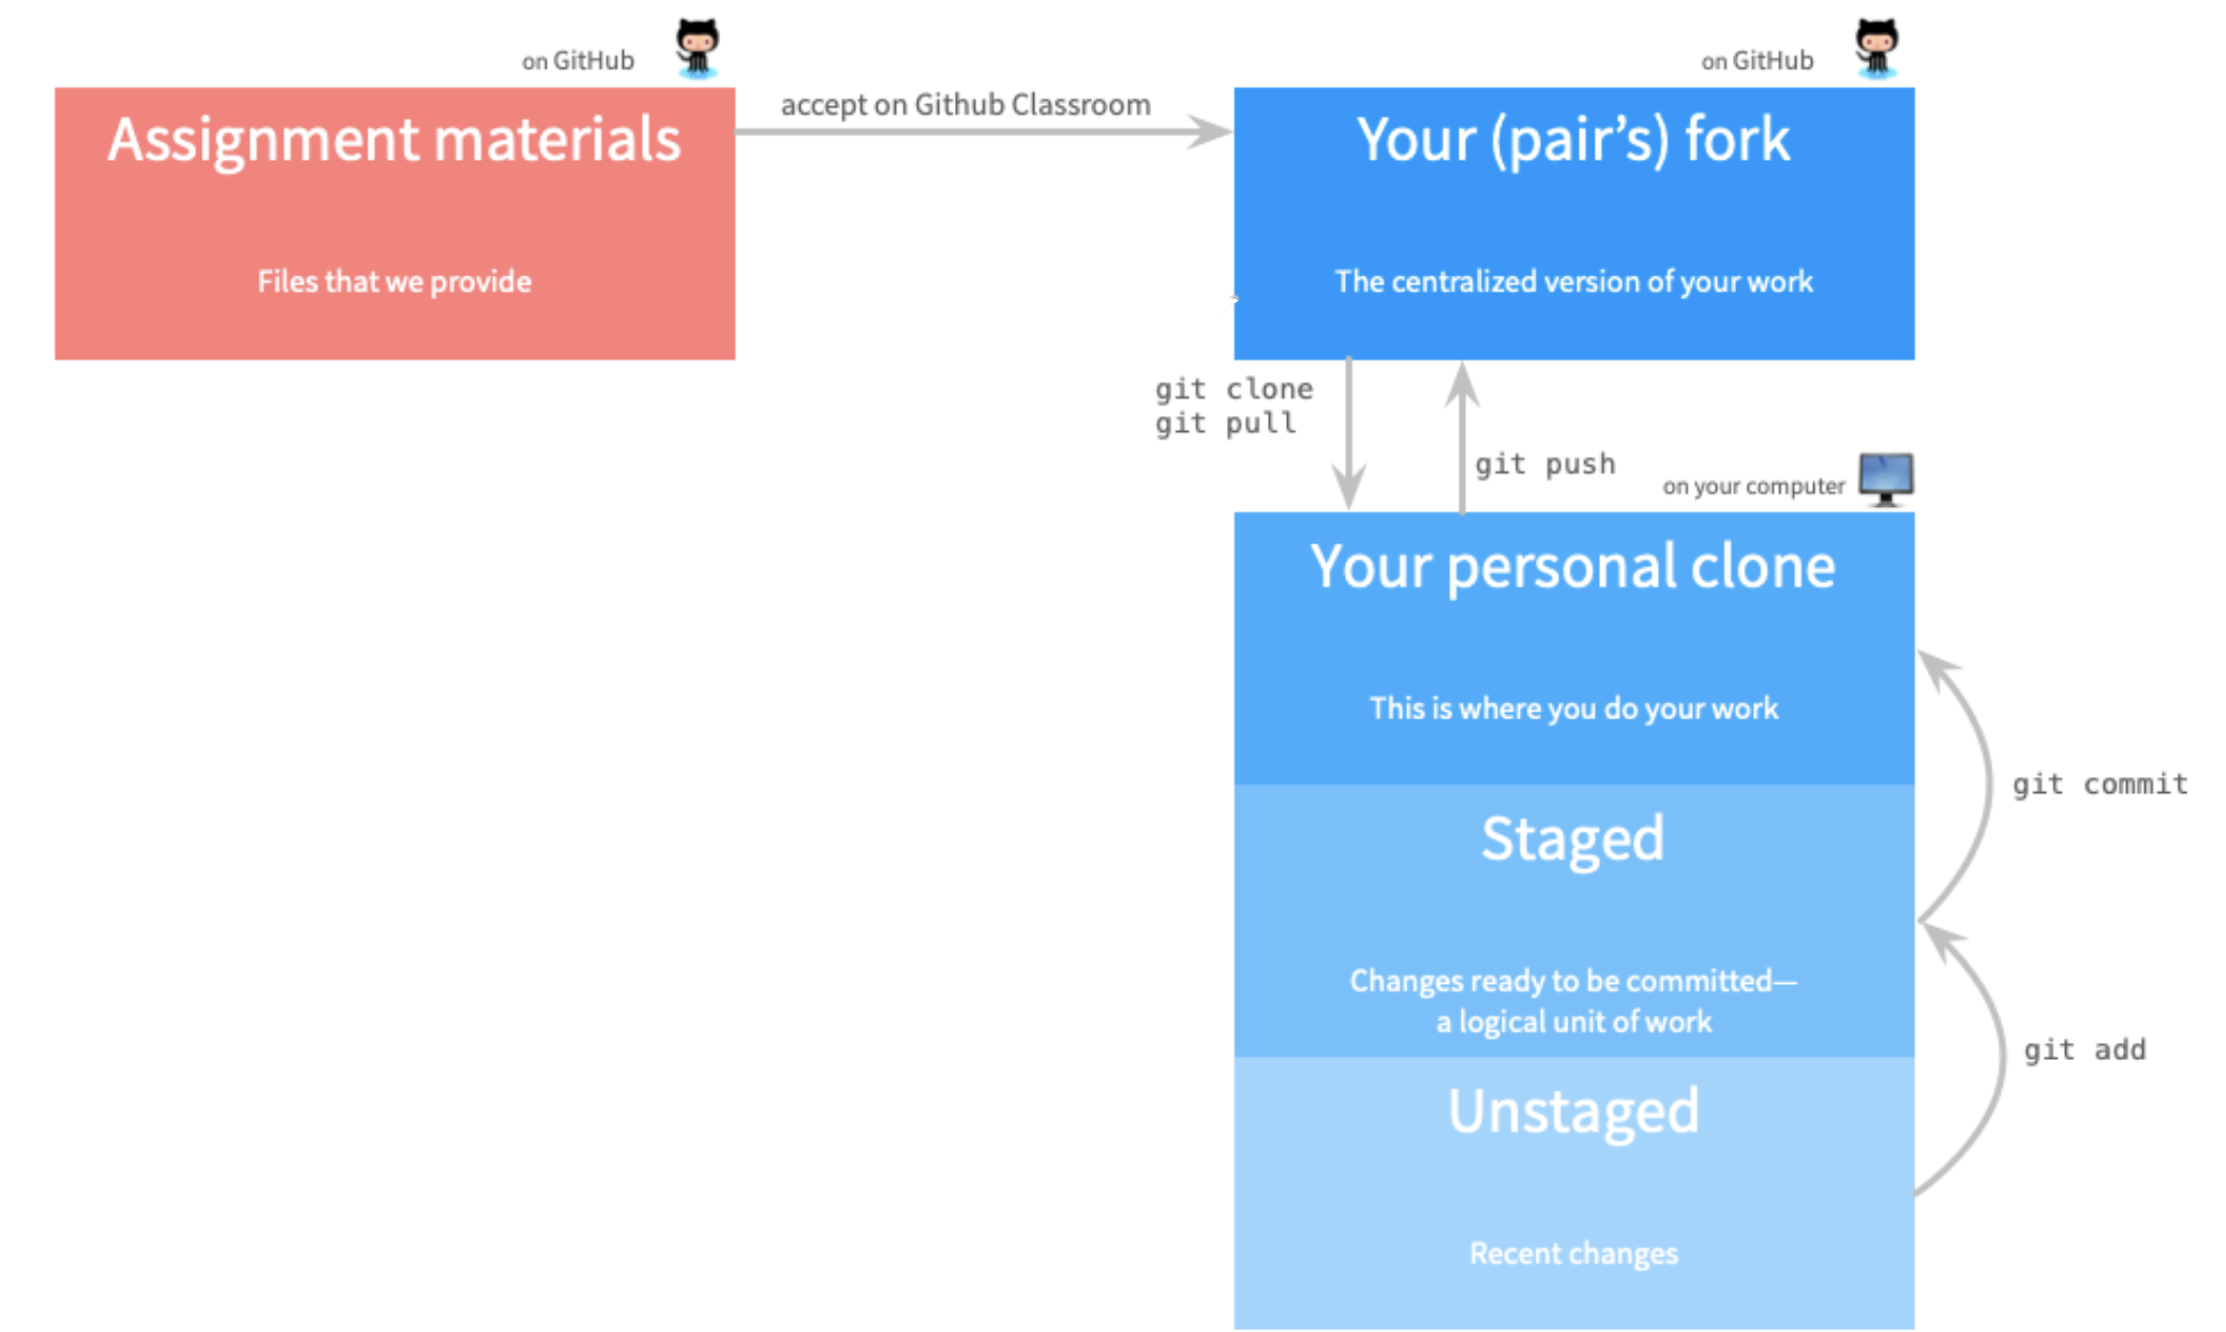 on GitHub
Assignment materials
Files that we provide
accept on Github Classroom
on GitHub
Your (pair’s) fork
The centralized version of your work
git clone
git pull
git push
on your computer
Your personal clone
This is where you do your work
git commit
Staged
Changes ready to be committed—
a logical unit of work
git add
Unstaged
Recent changes